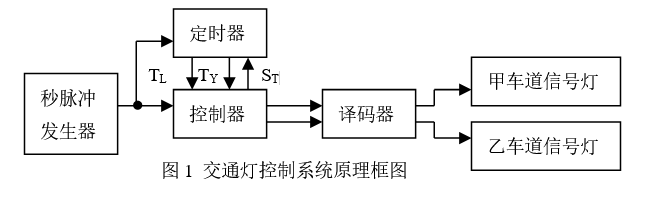 定时器
TL
TY
ST
秒脉冲
发生器
控制器
译码器
甲车道信号灯
乙车道信号灯
图 1 交通灯控制系统原理框图